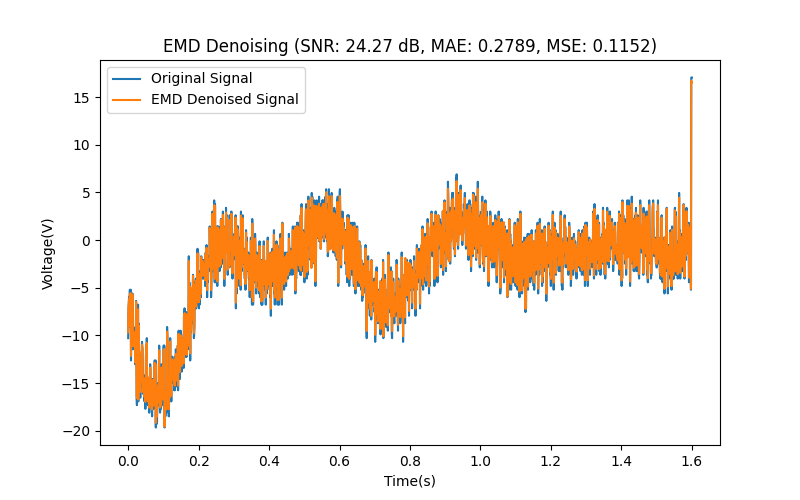 EMD Denoising (SNR: 24.27 dB, MAE: 0.2789, MSE: 0.1152)
Original Signal
EMD Denoised Signal
15
10
5
0
−5
−10
−15
−20
Voltage(V)
0.0 0.2 0.4 0.6 0.8 1.0 1.2 1.4 1.6
Time(s)